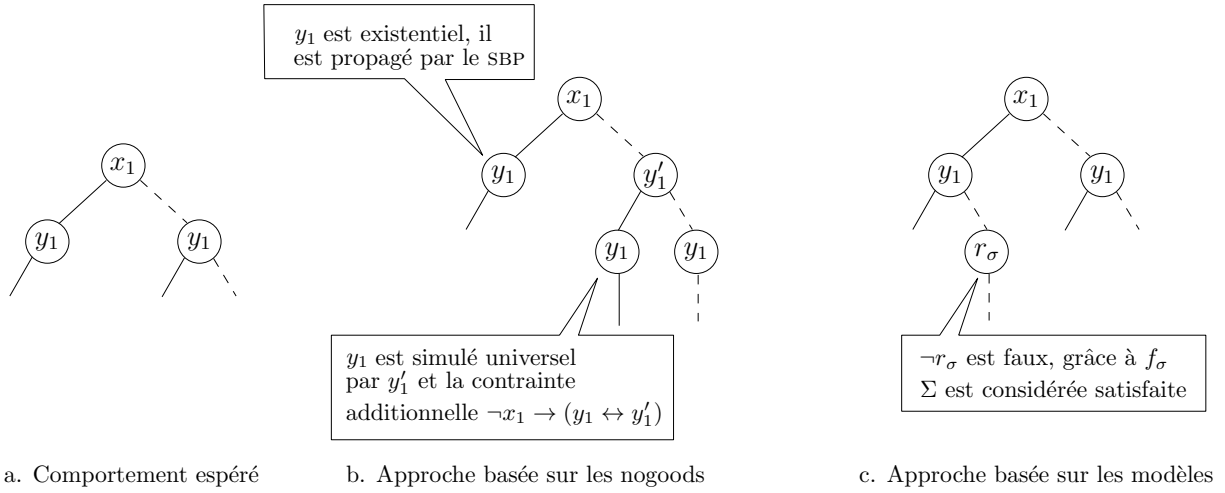 y₁ est existentiel, il
est propagé par le SBP
x₁
y₁
y₁
x₁
y₁
y′₁
y₁
y₁
y₁ est simulé universel
par y′₁ et la contrainte
additionnelle ¬x₁ → (y₁ ↔ y′₁)
x₁
y₁
y₁
r_σ
¬r_σ est faux, grâce à f_σ
Σ est considérée satisfaite
a. Comportement espéré
b. Approche basée sur les nogoods
c. Approche basée sur les modèles